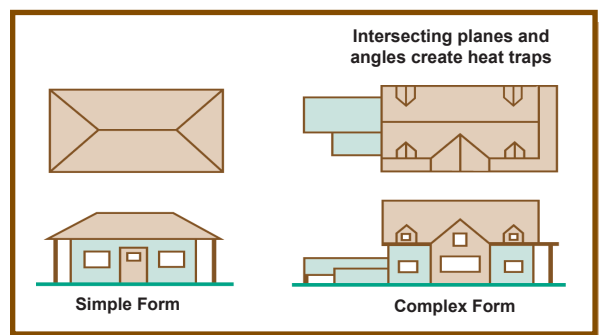 Intersecting planes and
angles create heat traps
Simple Form
Complex Form